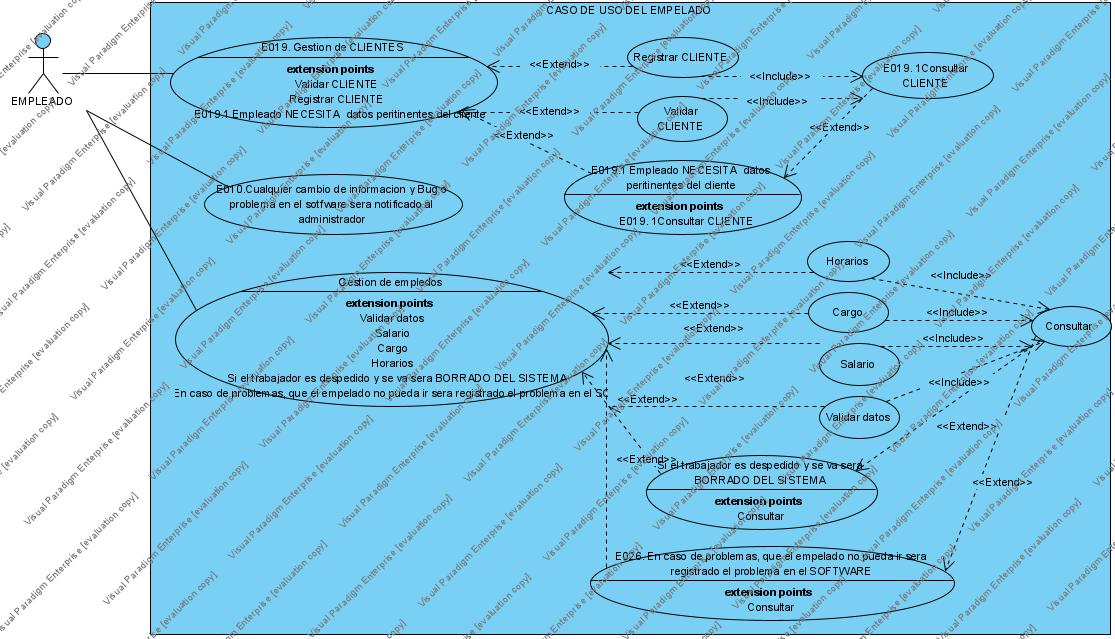 CASO DE USO DEL EMPELADO
EMPLEADO
E019. Gestion de CLIENTES
extension points
Validar CLIENTE
Registrar CLIENTE
E019.1 Empleado NECESITA datos peritinentes del cliente
<<Extend>>
Registrar CLIENTE
<<Include>>
E019.1Consultar
CLIENTE
<<Extend>>
Validar
CLIENTE
<<Include>>
<<Extend>>
<<Extend>>
E019.1 Empleado NECESITA datos
peritinentes del cliente
extension points
E019.1Consultar CLIENTE
E010.Cualquier cambio de informacion y Bug o
problema en el sotfware sera notificado al
administrador
Gestion de empledos
extension points
Validar datos
Salario
Cargo
Horarios
Si el trabajador es despedido y se va sera BORRADO DEL SISTEMA
En caso de problemas, que el empelado no pueda ir sera registrado el problema en el SO
<<Extend>>
Horarios
<<Include>>
<<Extend>>
Cargo
<<Include>>
Consultar
<<Extend>>
Salario
<<Include>>
<<Extend>>
<<Include>>
<<Extend>>
Validar datos
<<Extend>>
<<Extend>>
Si el trabajador es despedido y se va sera
BORRADO DEL SISTEMA
extension points
Consultar
<<Extend>>
E026. En caso de problemas, que el empelado no pueda ir sera
registrado el problema en el SOFTWARE
extension points
Consultar
Visual Paradigm Enterprise [evaluation copy]